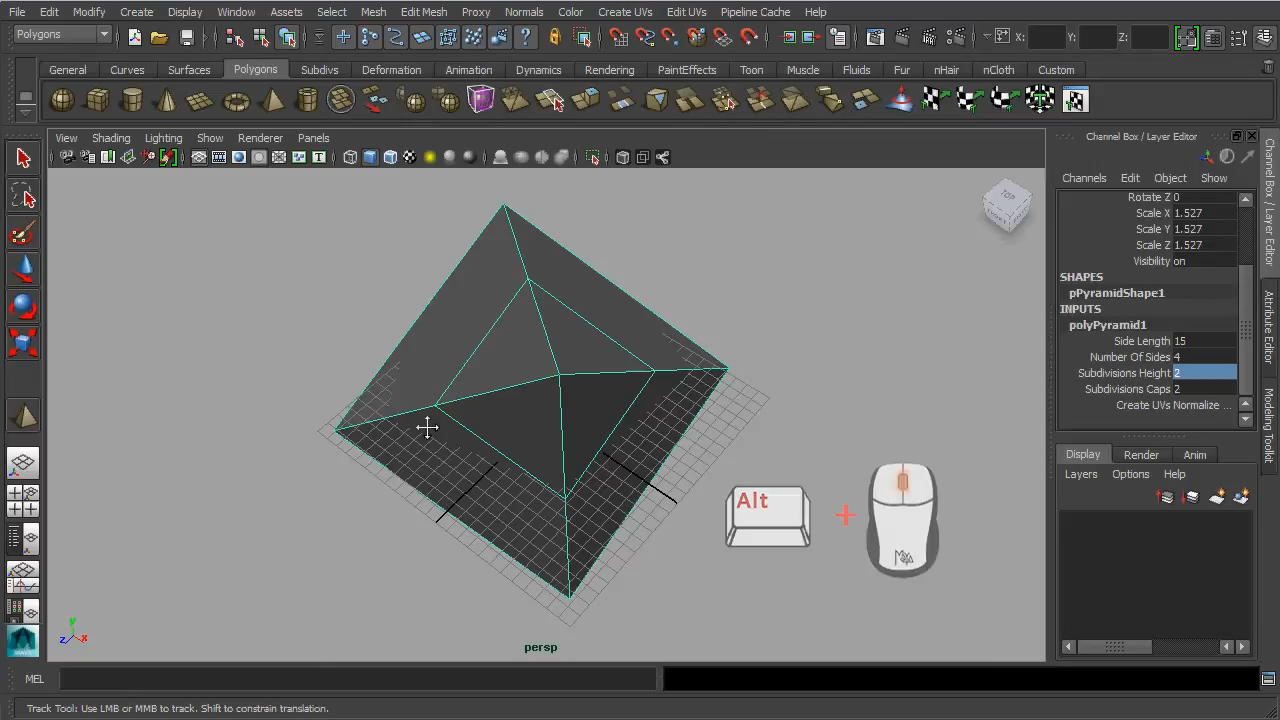 File Edit Modify Create Display Window Assets Select Mesh Edit Mesh Proxy Normals Color Create UVs Edit UVs Pipeline Cache Help
Polygons X: Y: Z:
General Curves Surfaces Polygons Subdivs Deformation Animation Dynamics Rendering PaintEffects Toon Muscle Fluids Fur nHair nCloth Custom
View Shading Lighting Show Renderer Panels
Channel Box / Layer Editor
Channels Edit Object Show
Rotate Z 0
Scale X 1.527
Scale Y 1.527
Scale Z 1.527
Visibility on
SHAPES
pPyramidShape1
INPUTS
polyPyramid1
Side Length 15
Number Of Sides 4
Subdivisions Height 2
Subdivisions Caps 2
Create UVs Normalize ...
Display Render Anim
Layers Options Help
Channel Box / Layer Editor
Attribute Editor
Modeling Toolkit
TOP
Alt
+
y
z x
persp
MEL
Track Tool: Use LMB or MMB to track. Shift to constrain translation.